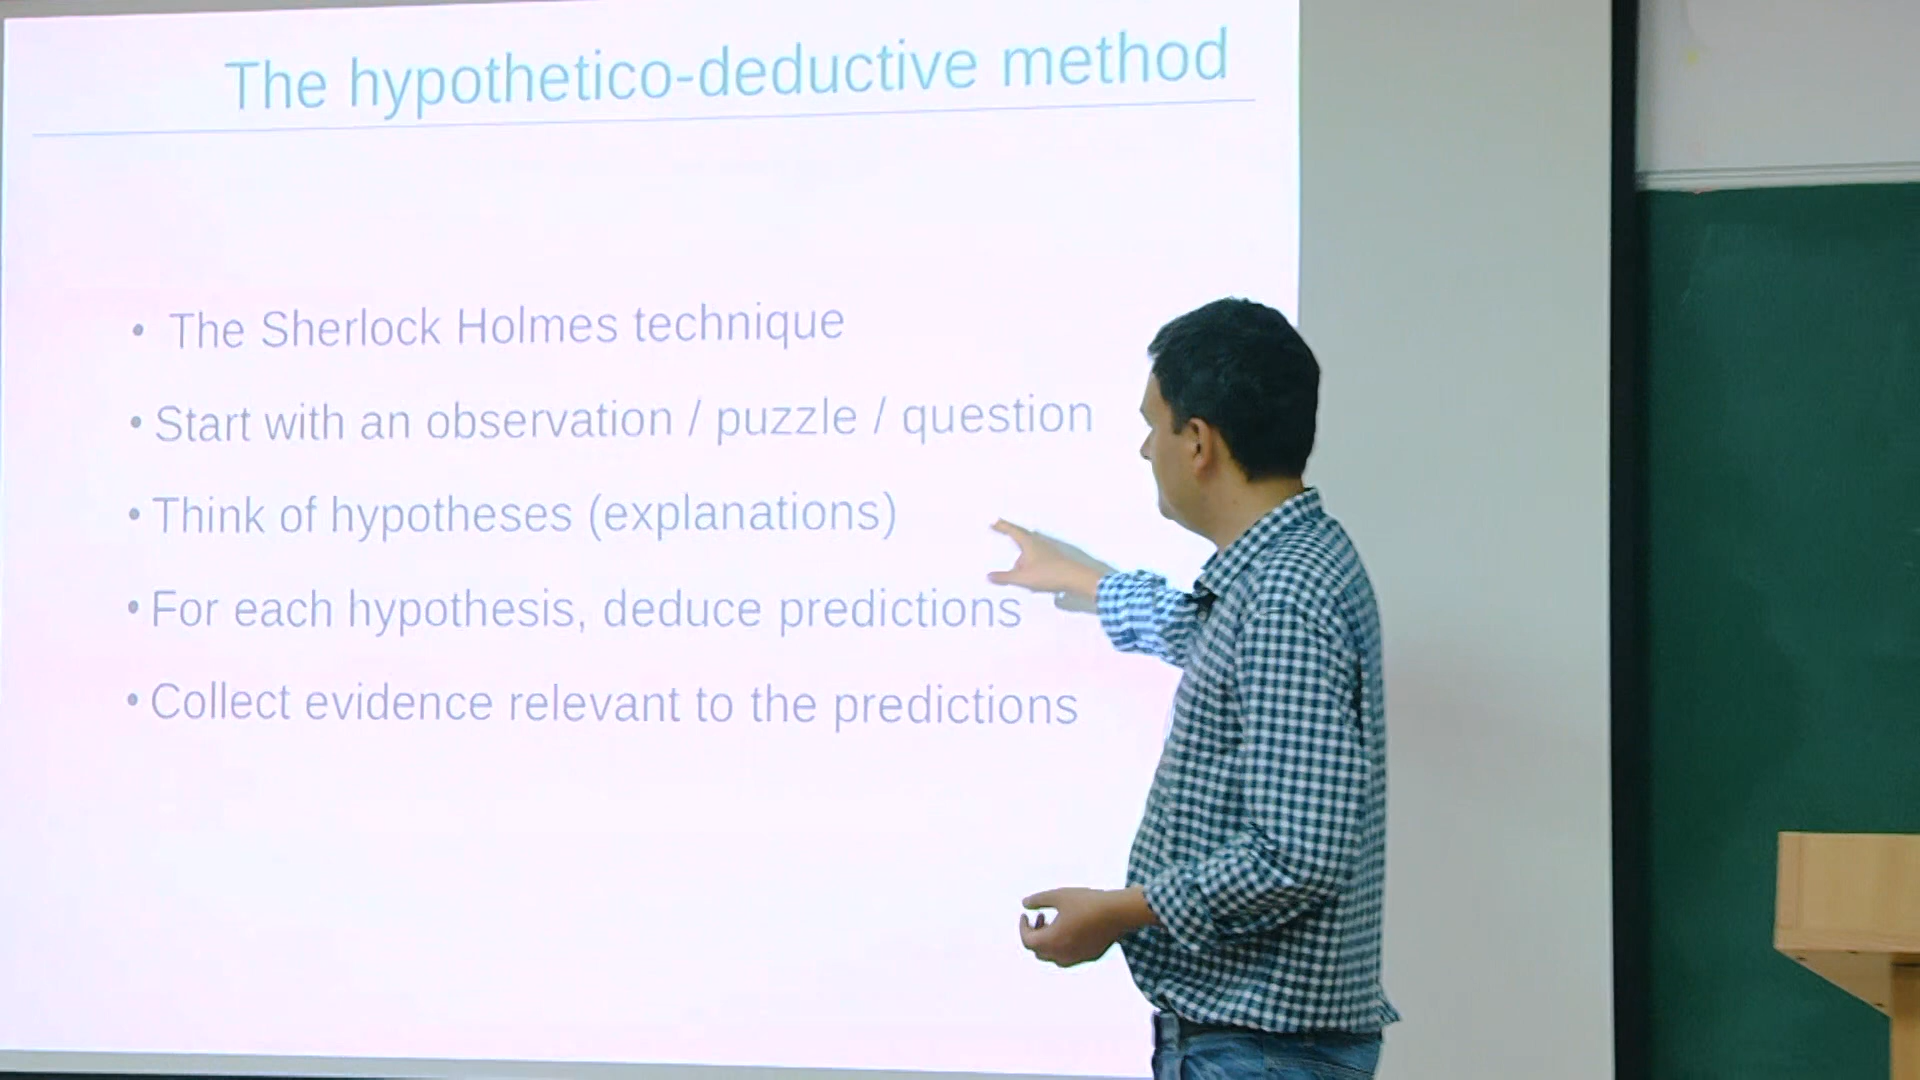 The hypothetico-deductive method
• The Sherlock Holmes technique
• Start with an observation / puzzle / question
• Think of hypotheses (explanations)
• For each hypothesis, deduce predictions
• Collect evidence relevant to the predictions